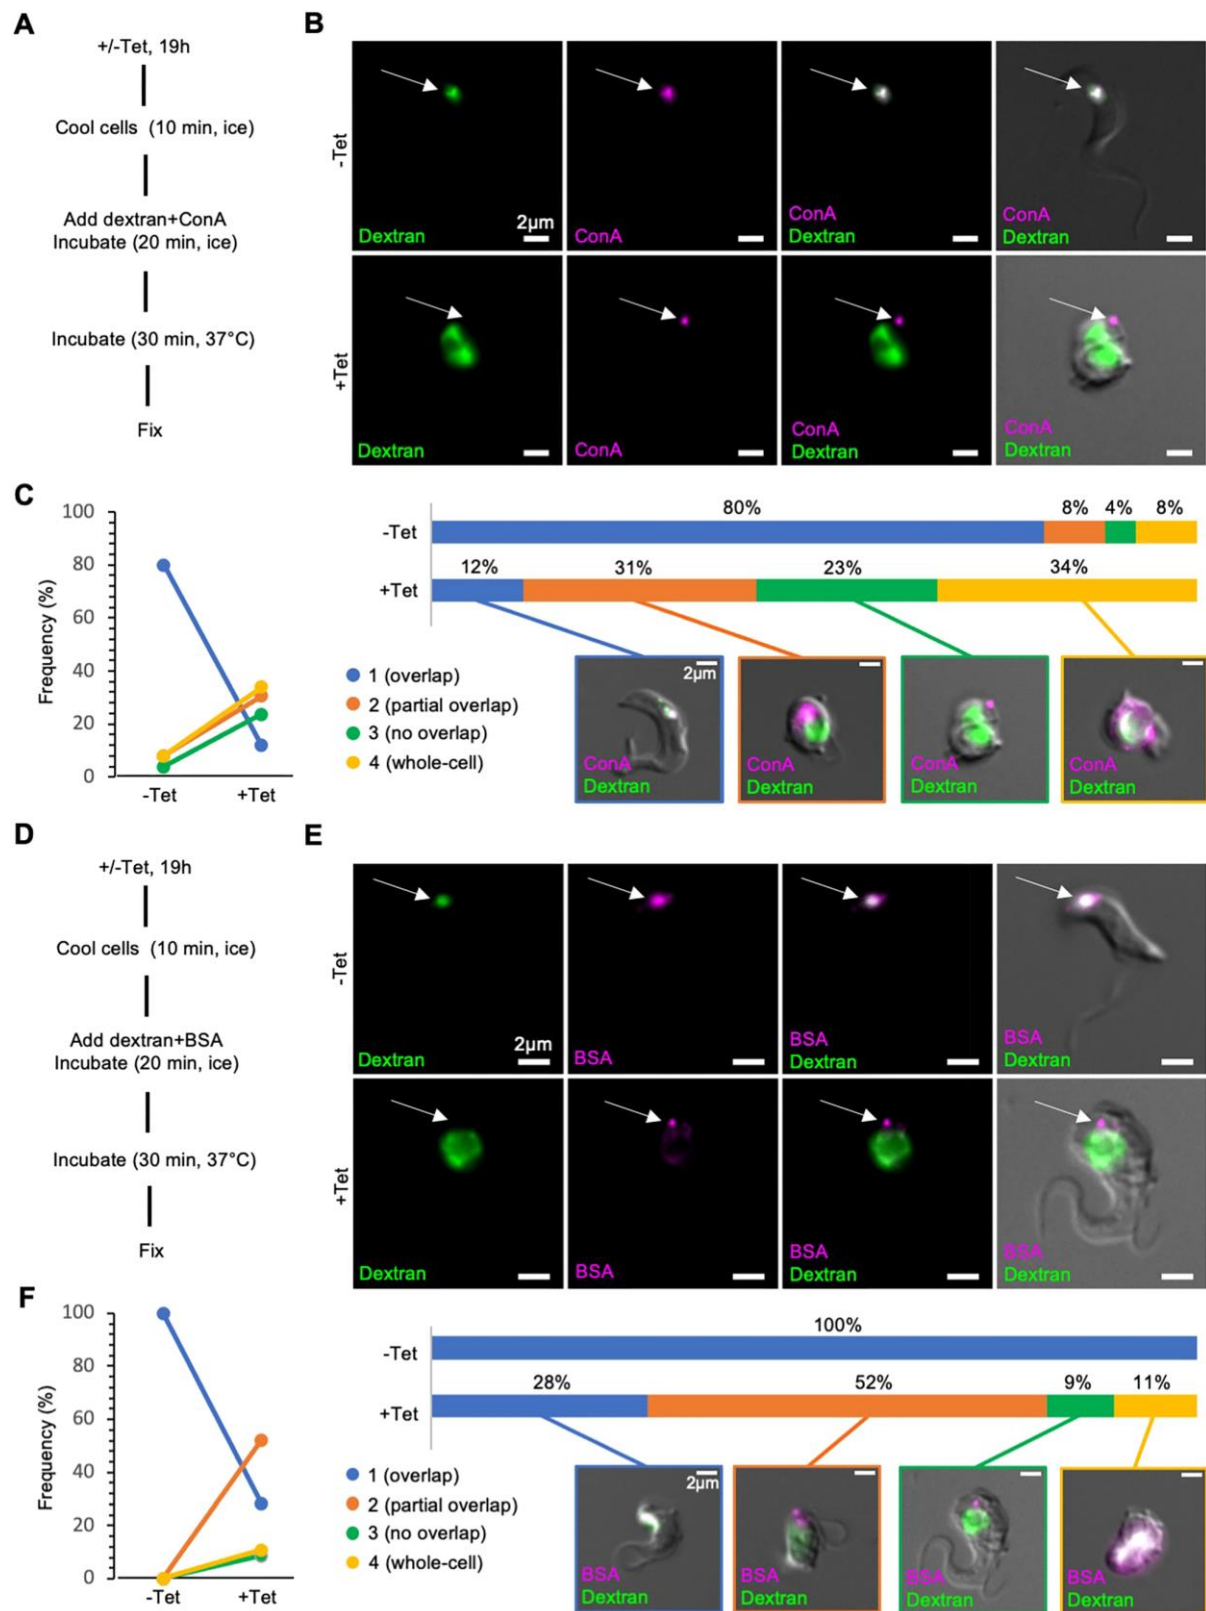 A
+/-Tet, 19h
Cool cells (10 min, ice)
Add dextran+ConA
Incubate (20 min, ice)
Incubate (30 min, 37°C)
Fix
B
-Tet
Dextran
2µm
ConA
ConA
Dextran
ConA
Dextran
+Tet
Dextran
ConA
ConA
Dextran
ConA
Dextran
C
Frequency (%)
100
80
60
40
20
0
-Tet
+Tet
1 (overlap)
2 (partial overlap)
3 (no overlap)
4 (whole-cell)
80%
8%
4%
8%
-Tet
12%
31%
23%
34%
+Tet
2µm
ConA
Dextran
ConA
Dextran
ConA
Dextran
ConA
Dextran
D
+/-Tet, 19h
Cool cells (10 min, ice)
Add dextran+BSA
Incubate (20 min, ice)
Incubate (30 min, 37°C)
Fix
E
-Tet
Dextran
2µm
BSA
BSA
Dextran
BSA
Dextran
+Tet
Dextran
BSA
BSA
Dextran
BSA
Dextran
F
Frequency (%)
100
80
60
40
20
0
-Tet
+Tet
1 (overlap)
2 (partial overlap)
3 (no overlap)
4 (whole-cell)
100%
-Tet
28%
52%
9%
11%
+Tet
2µm
BSA
Dextran
BSA
Dextran
BSA
Dextran
BSA
Dextran